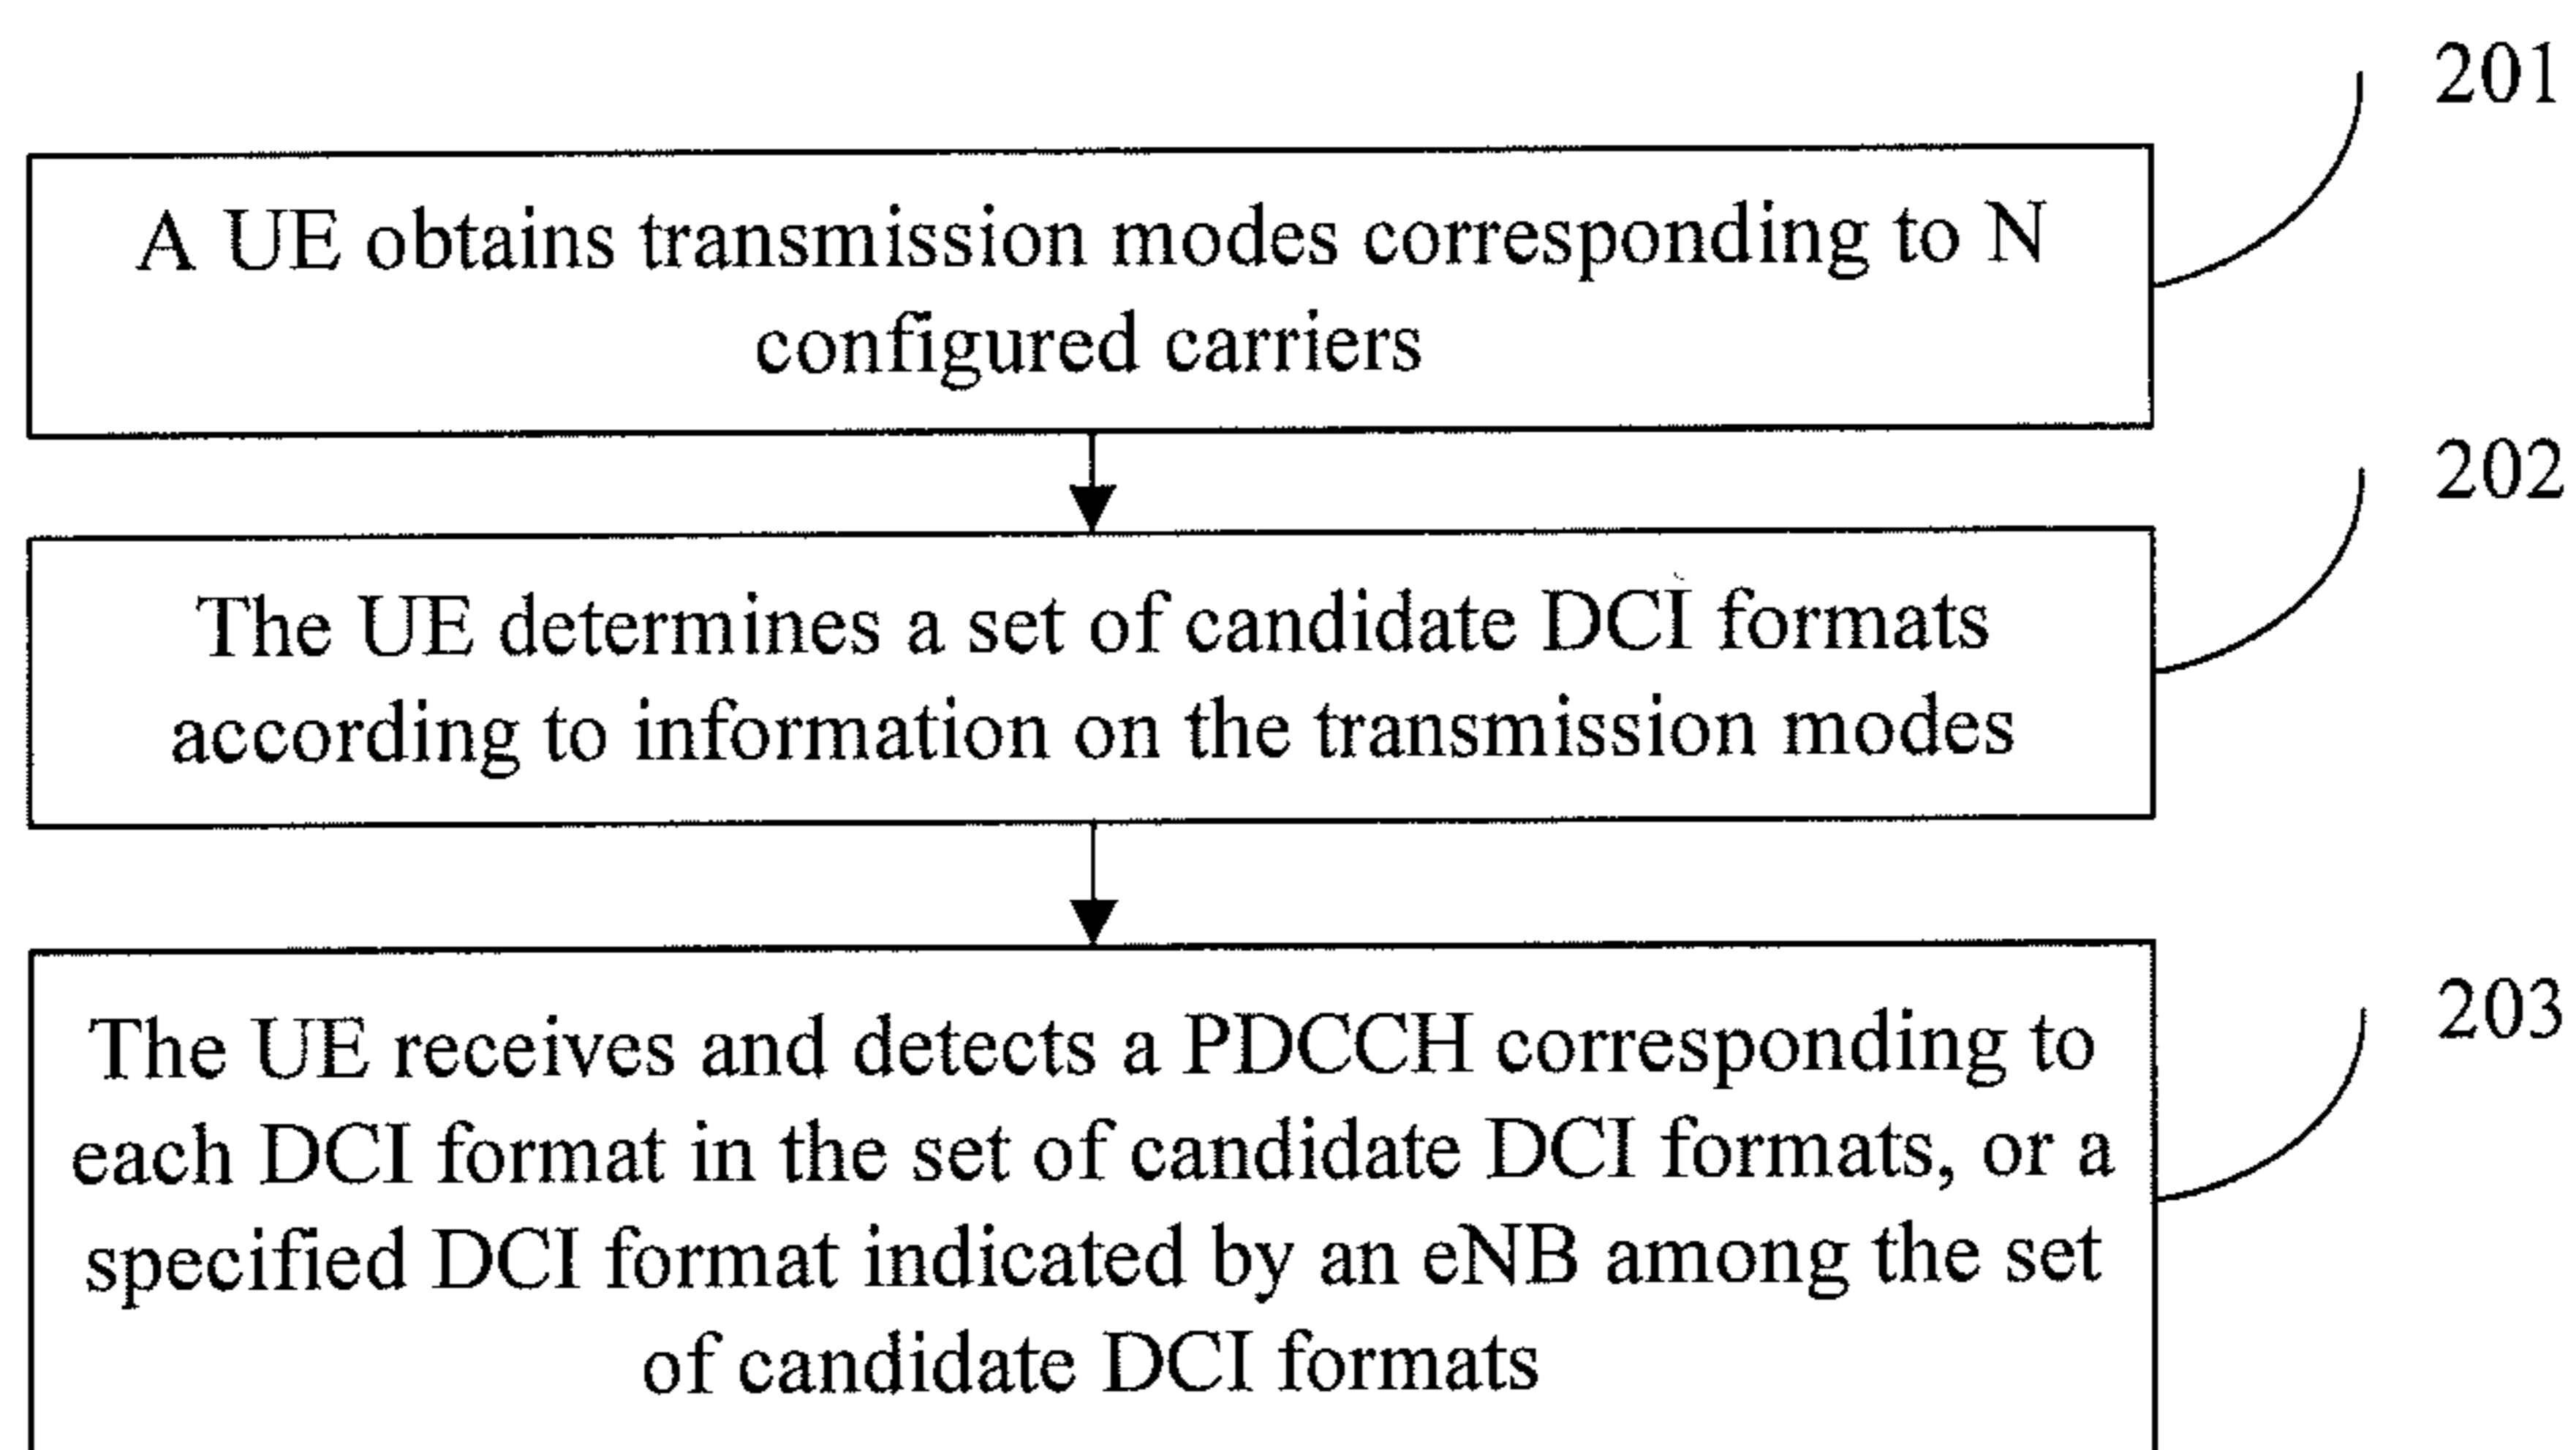 201
A UE obtains transmission modes corresponding to N
configured carriers
202
The UE determines a set of candidate DCI formats
according to information on the transmission modes
203
The UE receives and detects a PDCCH corresponding to
each DCI format in the set of candidate DCI formats, or a
specified DCI format indicated by an eNB among the set
of candidate DCI formats